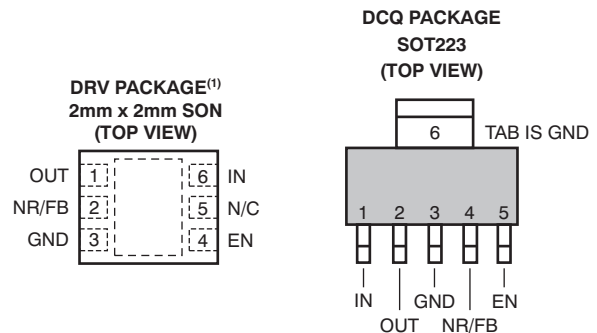 DRV PACKAGE(1)
2mm x 2mm SON
(TOP VIEW)
OUT 1 6 IN
NR/FB 2 5 N/C
GND 3 4 EN
DCQ PACKAGE
SOT223
(TOP VIEW)
6 TAB IS GND
1 2 3 4 5
IN GND EN
OUT NR/FB